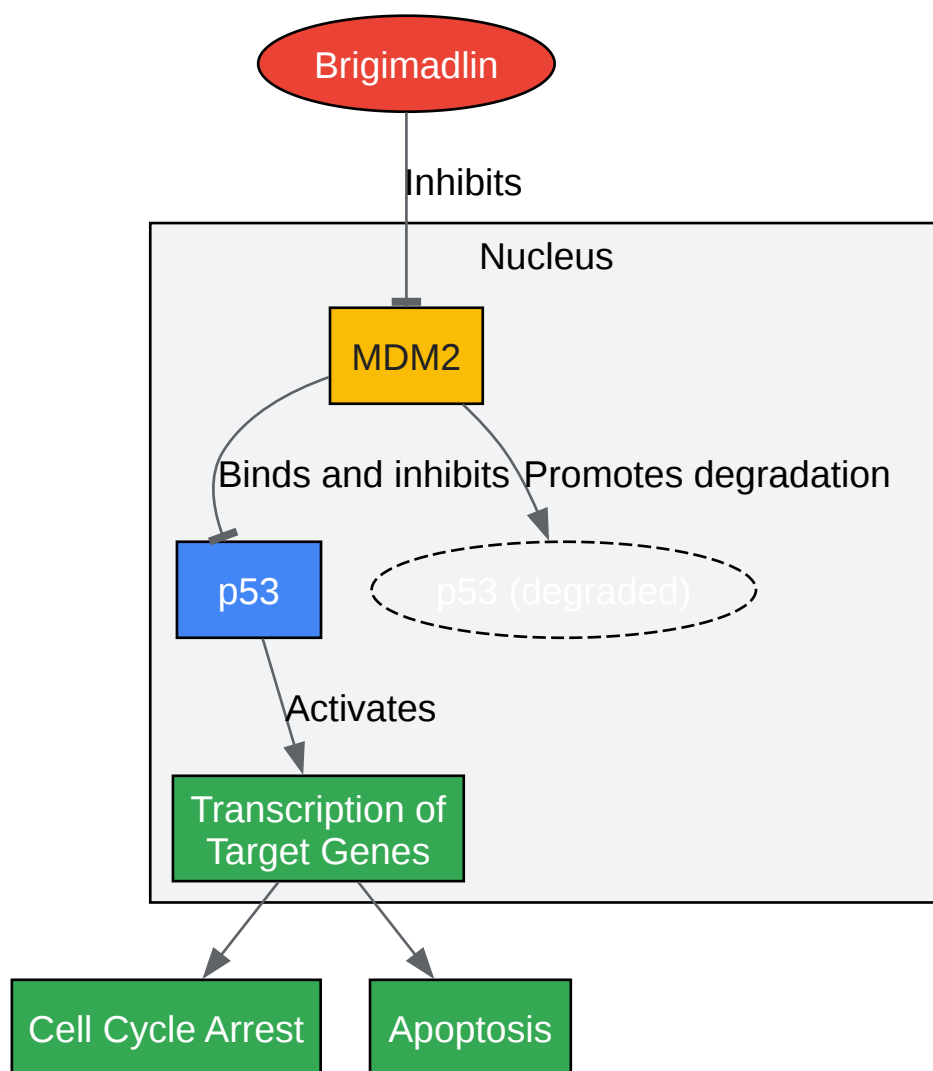 Brigimadlin
Inhibits
Nucleus
MDM2
Binds and inhibits
Promotes degradation
p53
p53 (degraded)
Activates
Transcription of
Target Genes
Cell Cycle Arrest
Apoptosis